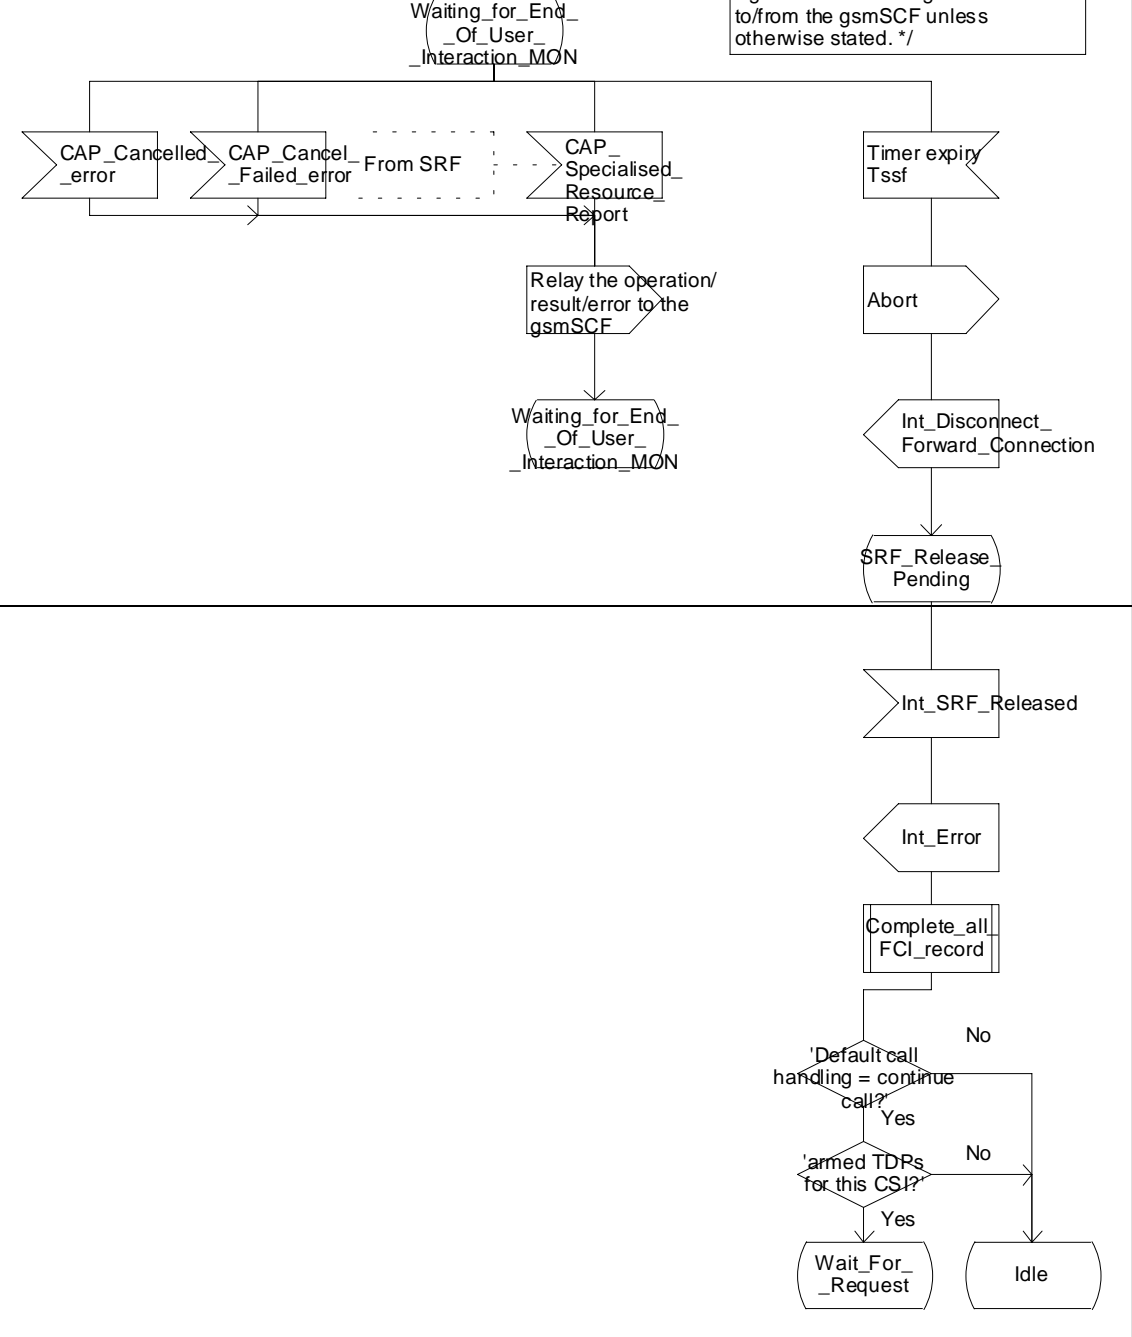 Waiting_for_End_
_Of_User_
_Interaction_MON
to/from the gsmSCF unless
otherwise stated. */
CAP_Cancelled_
_error
CAP_Cancel_
_Failed_error
From SRF
CAP_
Specialised_
Resource_
Report
Timer expiry
Tssf
Relay the operation/
result/error to the
gsmSCF
Abort
Waiting_for_End_
_Of_User_
_Interaction_MON
Int_Disconnect_
Forward_Connection
SRF_Release_
Pending
Int_SRF_Released
Int_Error
Complete_all_
FCI_record
No
'Default call
handling = continue
call?'
Yes
'armed TDPs
for this CSI?'
No
Yes
Wait_For_
_Request
Idle